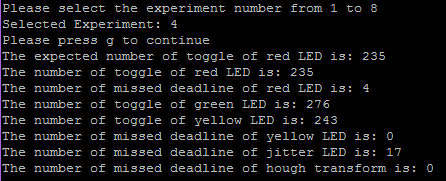 Please select the experiment number from 1 to 8
Selected Experiment: 4
Please press g to continue
The expected number of toggle of red LED is: 235
The number of toggle of red LED is: 235
The number of missed deadline of red LED is: 4
The number of toggle of green LED is: 276
The number of toggle of yellow LED is: 243
The number of missed deadline of yellow LED is: 0
The number of missed deadline of jitter LED is: 17
The number of missed deadline of hough transform is: 0